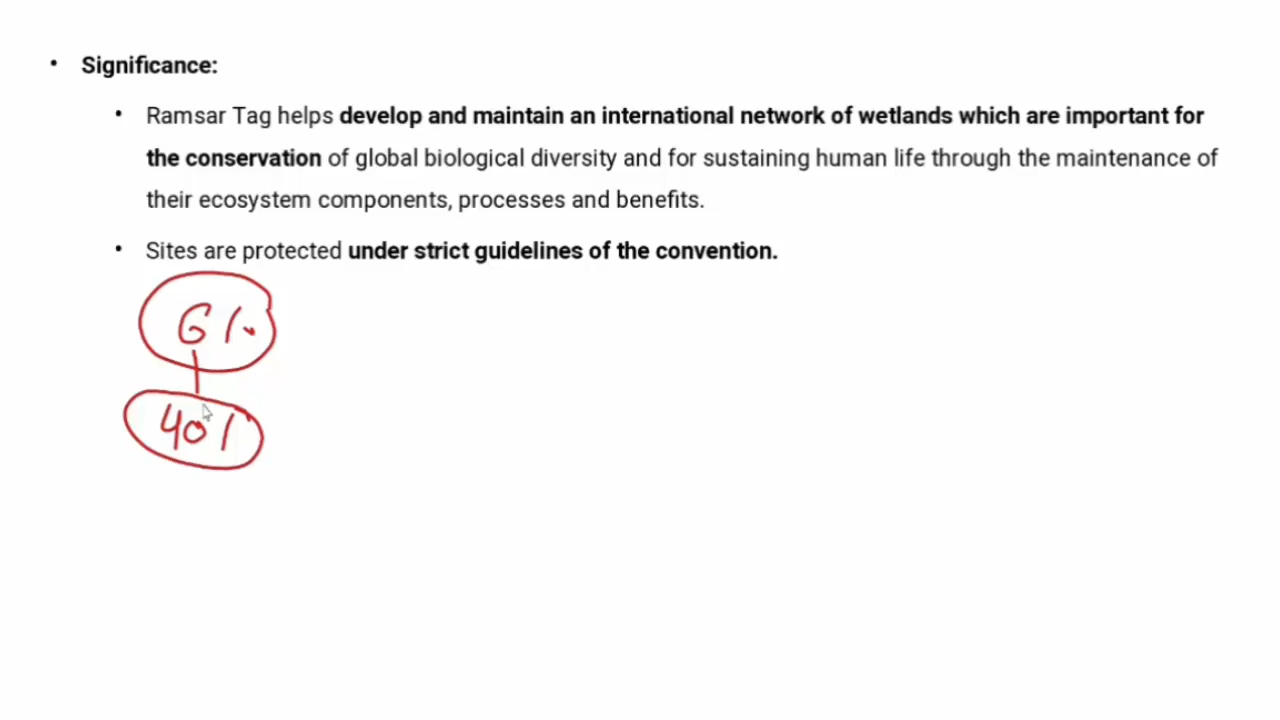 • Significance:
• Ramsar Tag helps develop and maintain an international network of wetlands which are important for
the conservation of global biological diversity and for sustaining human life through the maintenance of
their ecosystem components, processes and benefits.
• Sites are protected under strict guidelines of the convention.
6%
40%